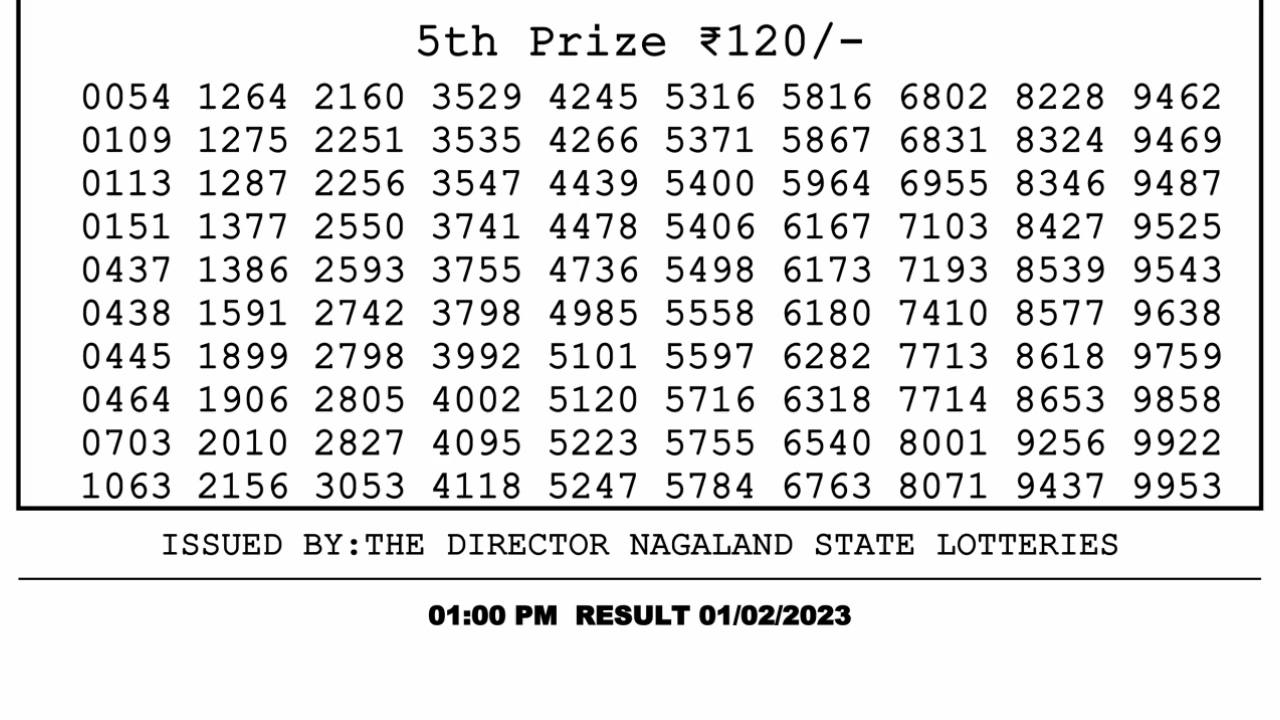 5th Prize ₹120/-
0054 1264 2160 3529 4245 5316 5816 6802 8228 9462
0109 1275 2251 3535 4266 5371 5867 6831 8324 9469
0113 1287 2256 3547 4439 5400 5964 6955 8346 9487
0151 1377 2550 3741 4478 5406 6167 7103 8427 9525
0437 1386 2593 3755 4736 5498 6173 7193 8539 9543
0438 1591 2742 3798 4985 5558 6180 7410 8577 9638
0445 1899 2798 3992 5101 5597 6282 7713 8618 9759
0464 1906 2805 4002 5120 5716 6318 7714 8653 9858
0703 2010 2827 4095 5223 5755 6540 8001 9256 9922
1063 2156 3053 4118 5247 5784 6763 8071 9437 9953
ISSUED BY:THE DIRECTOR NAGALAND STATE LOTTERIES
01:00 PM RESULT 01/02/2023